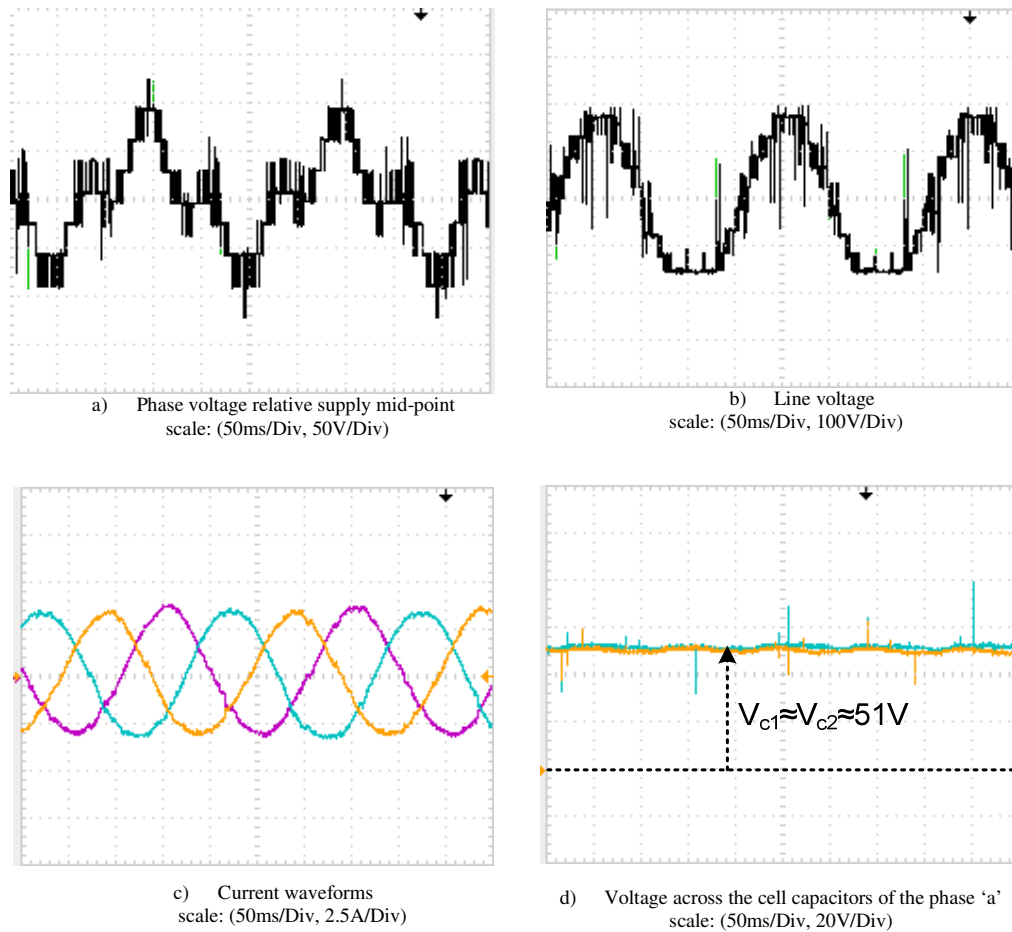 a) Phase voltage relative supply mid-point
scale: (50ms/Div, 50V/Div)
b) Line voltage
scale: (50ms/Div, 100V/Div)
Vc1≈Vc2≈51V
c) Current waveforms
scale: (50ms/Div, 2.5A/Div)
d) Voltage across the cell capacitors of the phase ‘a’
scale: (50ms/Div, 20V/Div)